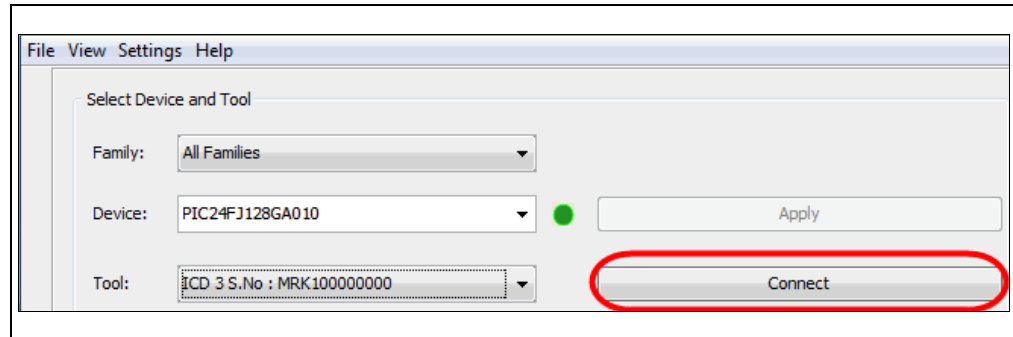 File View Settings Help
Select Device and Tool
Family: All Families
Device: PIC24FJ128GA010 Apply
Tool: ICD 3 S.No : MRK100000000 Connect